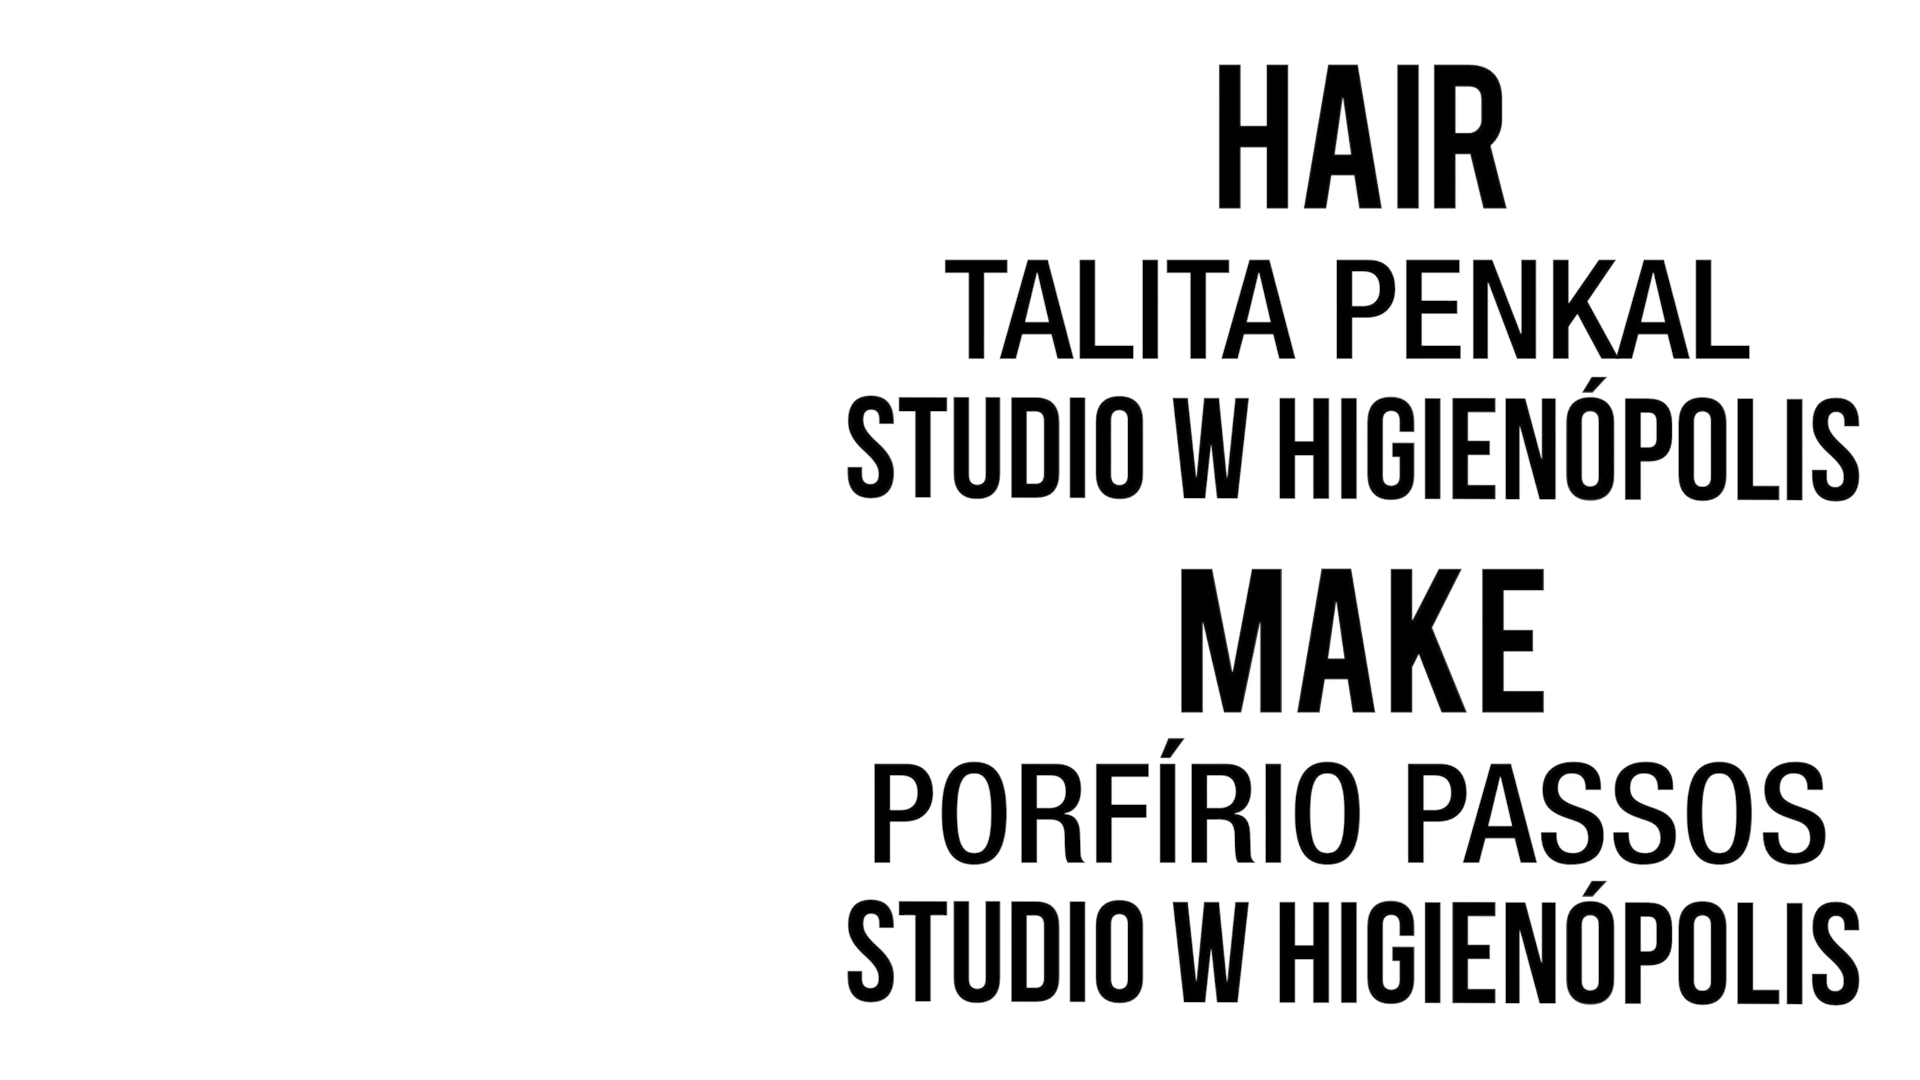 HAIR
TALITA PENKAL
STUDIO W HIGIENÓPOLIS
MAKE
PORFÍRIO PASSOS
STUDIO W HIGIENÓPOLIS